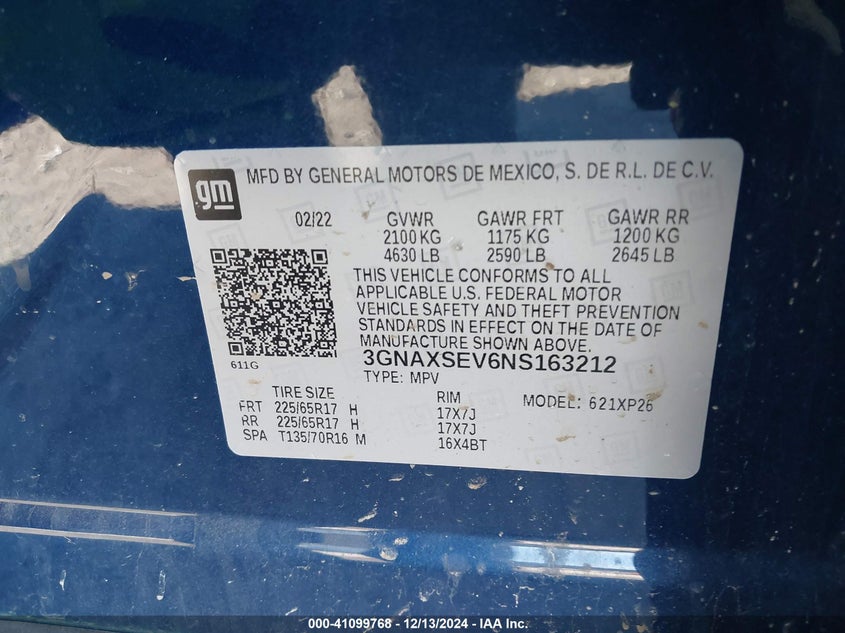 gm MFD BY GENERAL MOTORS DE MEXICO, S. DE R.L. DE C.V.
02/22 GVWR GAWR FRT GAWR RR
2100 KG 1175 KG 1200 KG
4630 LB 2590 LB 2645 LB
THIS VEHICLE CONFORMS TO ALL
APPLICABLE U.S. FEDERAL MOTOR
VEHICLE SAFETY AND THEFT PREVENTION
STANDARDS IN EFFECT ON THE DATE OF
MANUFACTURE SHOWN ABOVE.
611G 3GNAXSEV6NS163212
TYPE: MPV
TIRE SIZE RIM MODEL: 621XP26
FRT 225/65R17 H 17X7J
RR 225/65R17 H 17X7J
SPA T135/70R16 M 16X4BT
000-41099768 - 12/13/2024 - IAA Inc.